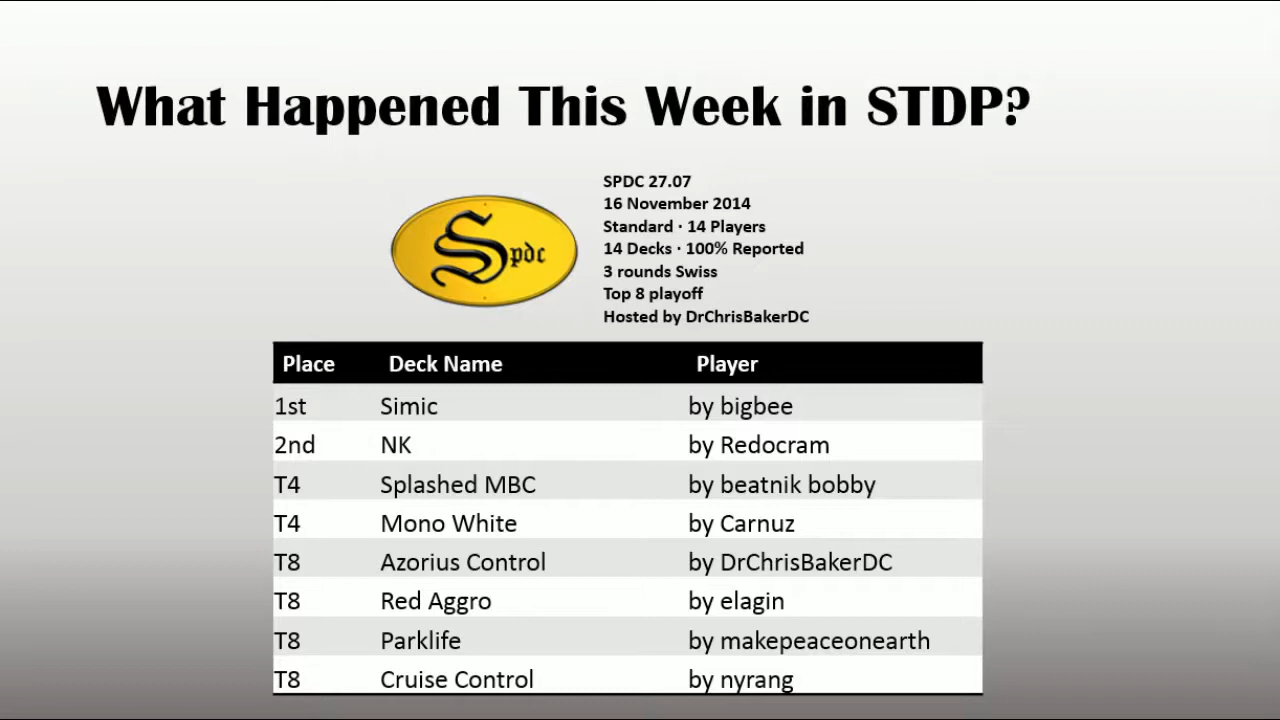 What Happened This Week in STDP?
Spdc
SPDC 27.07
16 November 2014
Standard · 14 Players
14 Decks · 100% Reported
3 rounds Swiss
Top 8 playoff
Hosted by DrChrisBakerDC
Place Deck Name Player
1st Simic by bigbee
2nd NK by Redocram
T4 Splashed MBC by beatnik bobby
T4 Mono White by Carnuz
T8 Azorius Control by DrChrisBakerDC
T8 Red Aggro by elagin
T8 Parklife by makepeaceonearth
T8 Cruise Control by nyrang